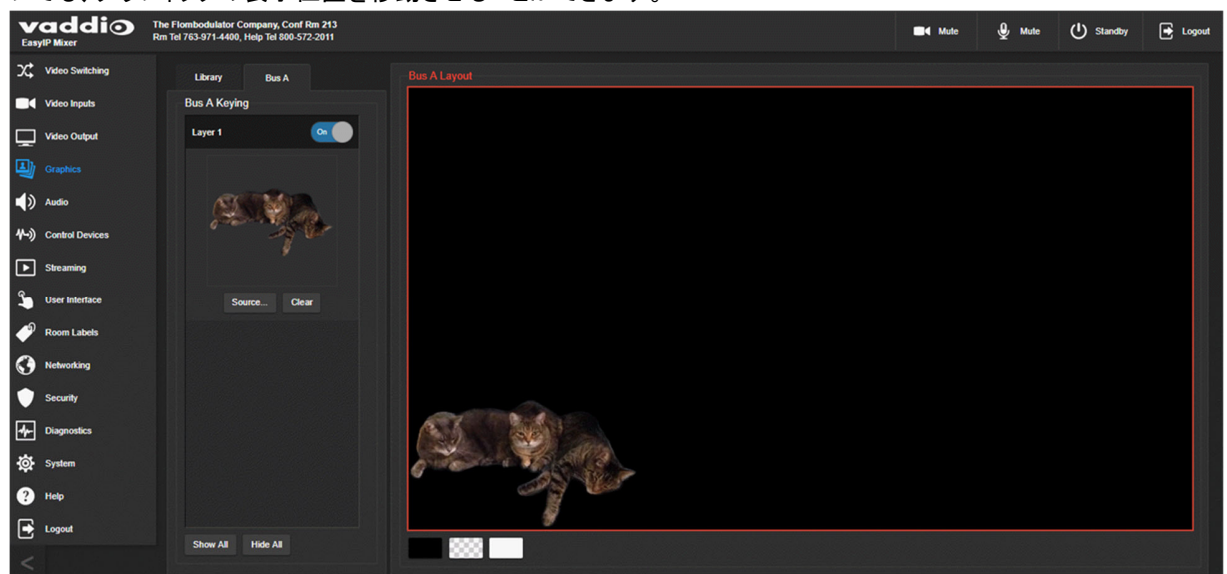 vaddio
EasyIP Mixer
The Flombodulator Company, Conf Rm 213
Rm Tel 763-971-4400, Help Tel 800-572-2011
Mute
Mute
Standby
Logout
Video Switching
Video Inputs
Video Output
Graphics
Audio
Control Devices
Streaming
User Interface
Room Labels
Networking
Security
Diagnostics
System
Help
Logout
<
Library
Bus A
Bus A Keying
Layer 1
On
Source...
Clear
Show All
Hide All
Bus A Layout